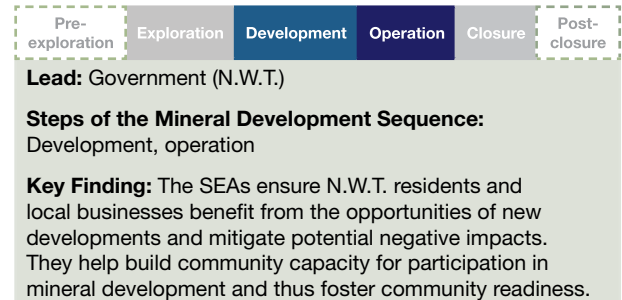 Pre-
exploration
Exploration
Development
Operation
Closure
Post-
closure
Lead: Government (N.W.T.)
Steps of the Mineral Development Sequence:
Development, operation
Key Finding: The SEAs ensure N.W.T. residents and
local businesses benefit from the opportunities of new
developments and mitigate potential negative impacts.
They help build community capacity for participation in
mineral development and thus foster community readiness.